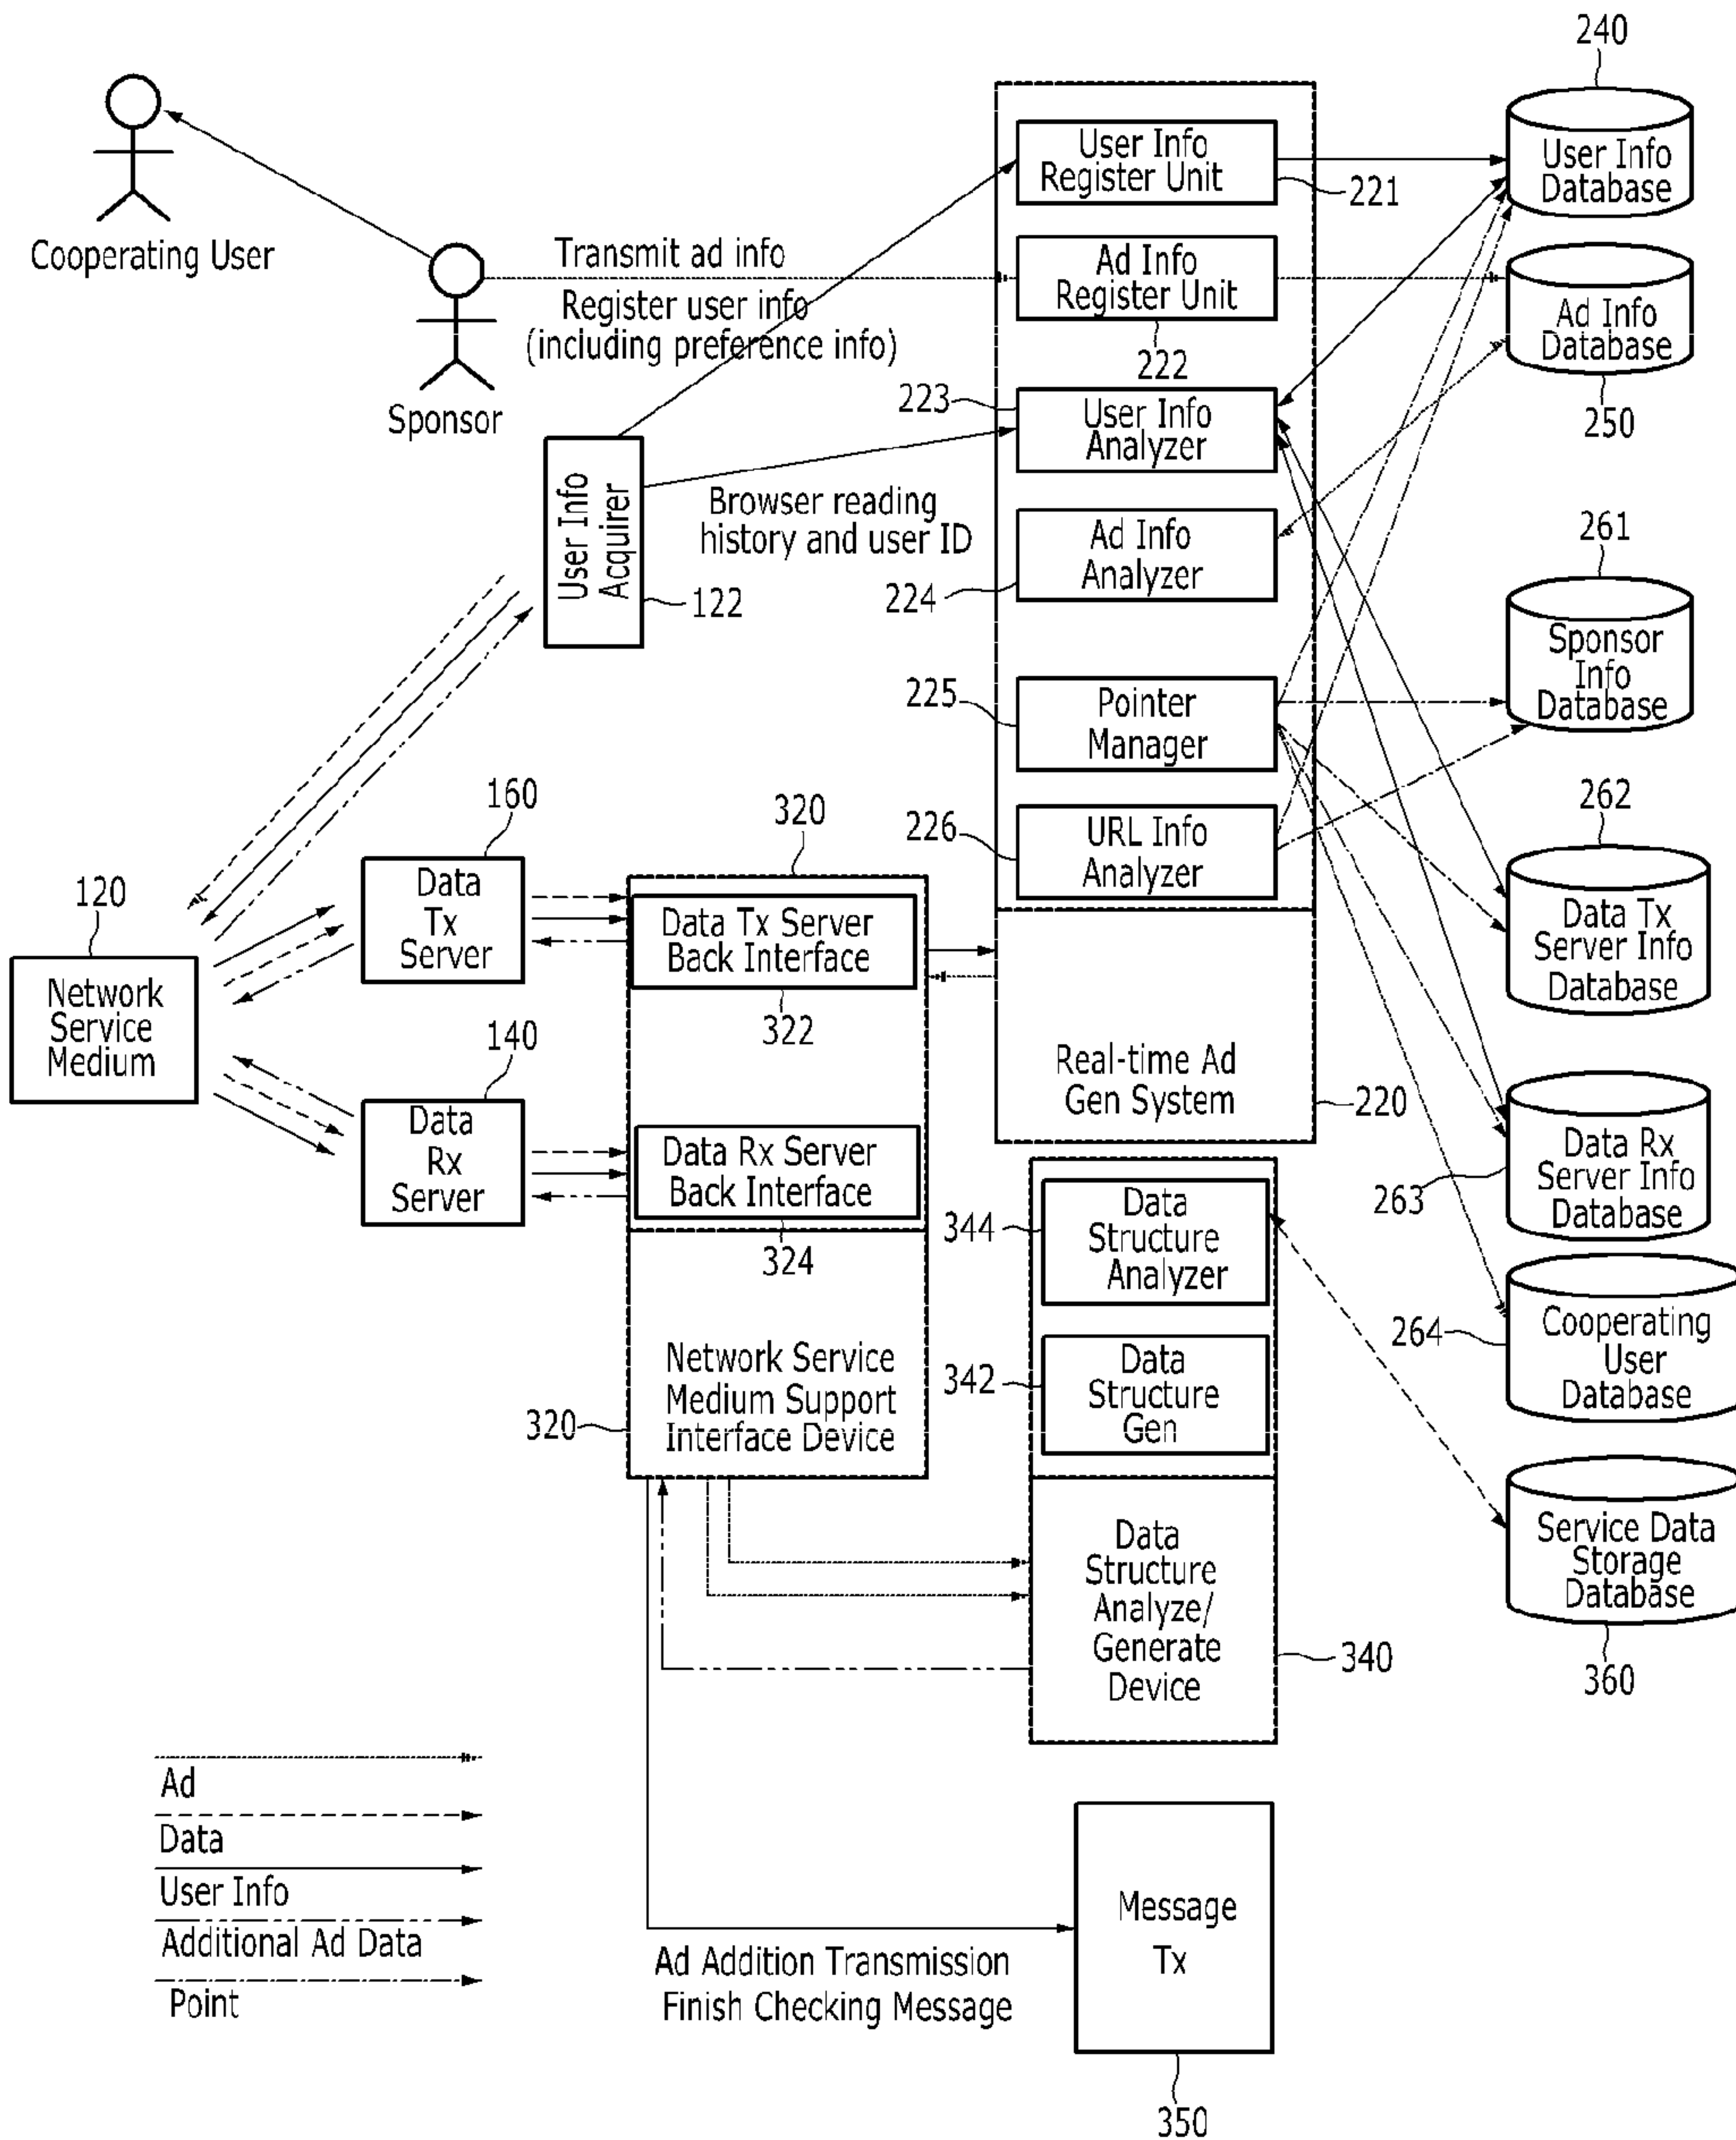 240
User Info
Register Unit
221
User Info
Database
Cooperating User
Transmit ad info
Ad Info
Register Unit
222
Register user info
(including preference info)
Ad Info
Database
250
Sponsor
223
User Info
Analyzer
User Info
Acquirer
122
Browser reading
history and user ID
Ad Info
Analyzer
224
261
Sponsor
Info
Database
225
Pointer
Manager
160
320
226
URL Info
Analyzer
262
120
Data
Tx
Server
Data Tx Server
Back Interface
322
Data Tx
Server Info
Database
Network
Service
Medium
140
Real-time Ad
Gen System
220
Data
Rx
Server
Data Rx Server
Back Interface
324
Data Rx
Server Info
Database
263
344
Data
Structure
Analyzer
264
Cooperating
User
Database
342
Data
Structure
Gen
Network Service
Medium Support
Interface Device
320
Service Data
Storage
Database
360
Data
Structure
Analyze/
Generate
Device
340
Ad
Data
User Info
Additional Ad Data
Point
Message
Tx
350
Ad Addition Transmission
Finish Checking Message